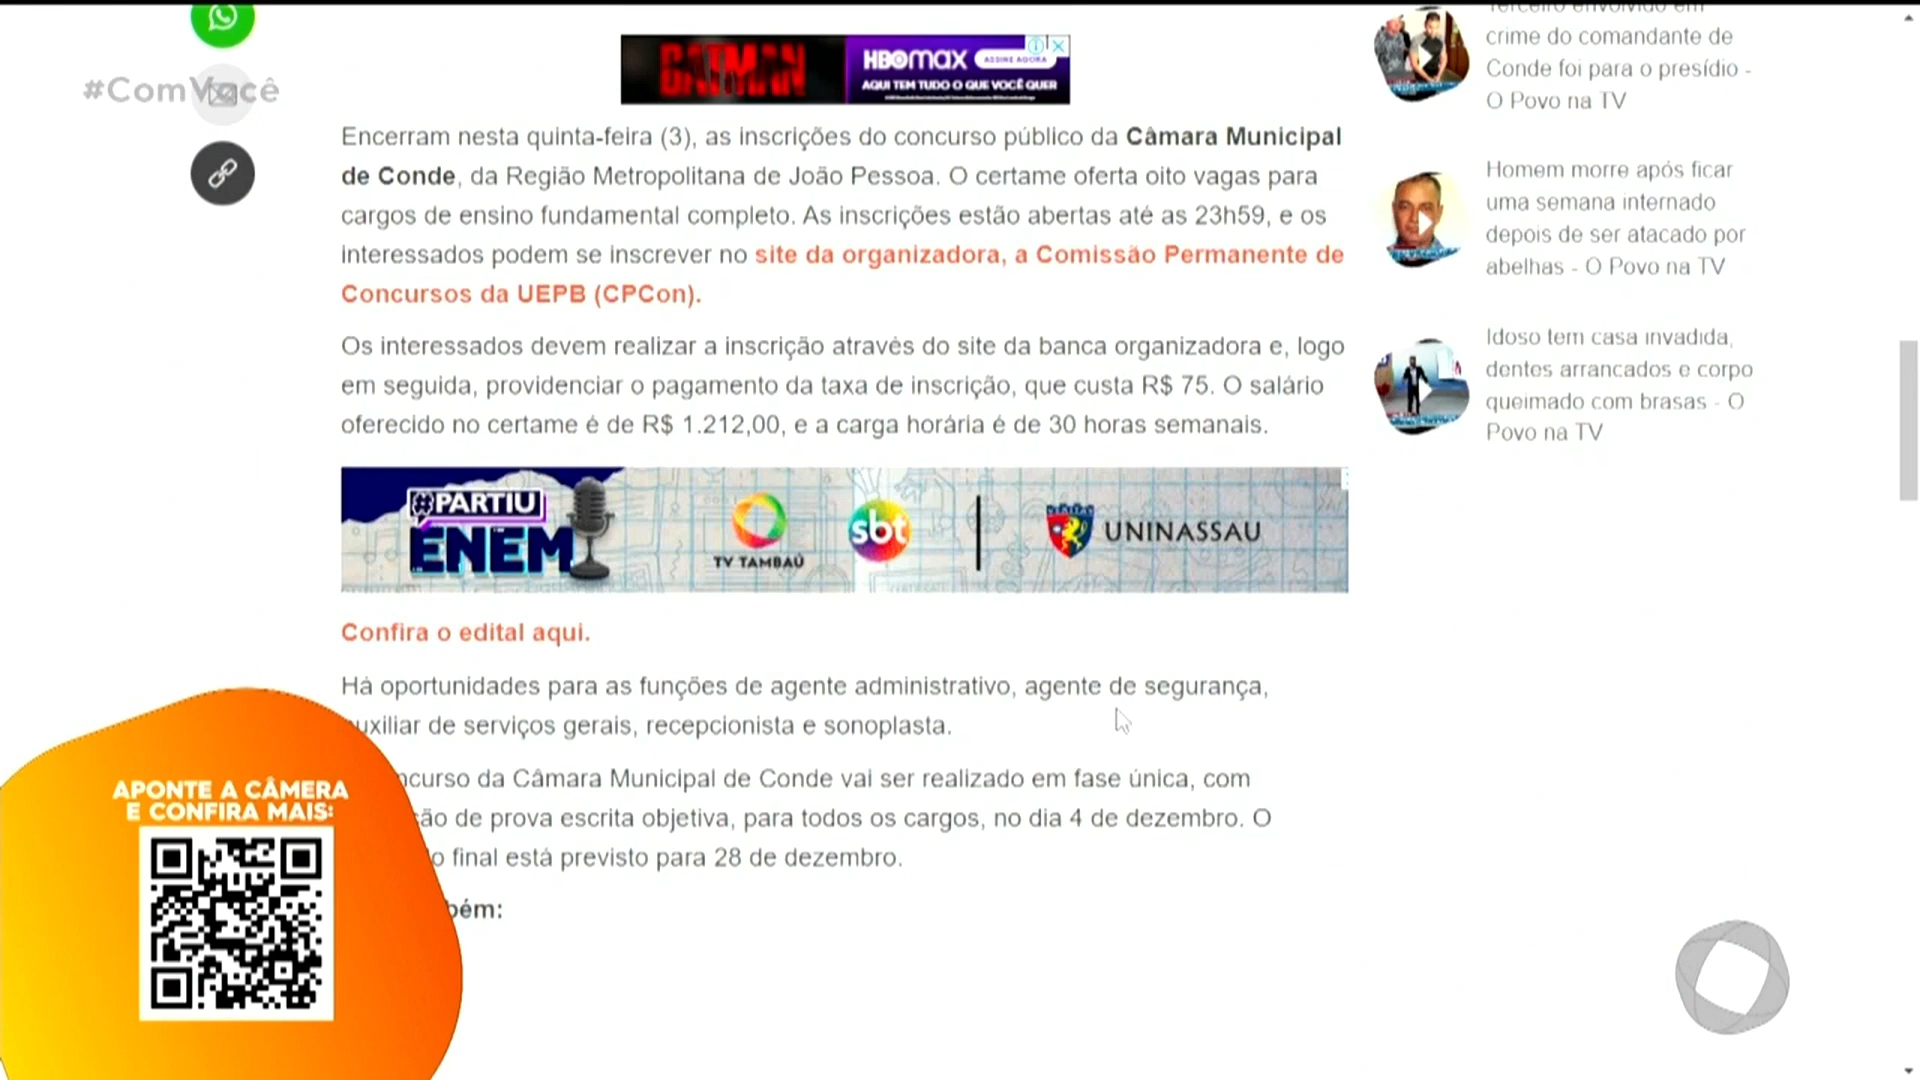 #ComVocê
BATMAN
HBOMAX
ASSINE AGORA
AQUI TEM TUDO O QUE VOCÊ QUER
Encerram nesta quinta-feira (3), as inscrições do concurso público da Câmara Municipal
de Conde, da Região Metropolitana de João Pessoa. O certame oferta oito vagas para
cargos de ensino fundamental completo. As inscrições estão abertas até as 23h59, e os
interessados podem se inscrever no site da organizadora, a Comissão Permanente de
Concursos da UEPB (CPCon).
Os interessados devem realizar a inscrição através do site da banca organizadora e, logo
em seguida, providenciar o pagamento da taxa de inscrição, que custa R$ 75. O salário
oferecido no certame é de R$ 1.212,00, e a carga horária é de 30 horas semanais.
#PARTIU
ENEM
TV TAMBAÚ
sbt
UNINASSAU
Confira o edital aqui.
Há oportunidades para as funções de agente administrativo, agente de segurança,
uxiliar de serviços gerais, recepcionista e sonoplasta.
ncurso da Câmara Municipal de Conde vai ser realizado em fase única, com
ão de prova escrita objetiva, para todos os cargos, no dia 4 de dezembro. O
o final está previsto para 28 de dezembro.
bém:
Terceiro envolvido em
crime do comandante de
Conde foi para o presídio -
O Povo na TV
Homem morre após ficar
uma semana internado
depois de ser atacado por
abelhas - O Povo na TV
Idoso tem casa invadida,
dentes arrancados e corpo
queimado com brasas - O
Povo na TV
APONTE A CÂMERA
E CONFIRA MAIS: